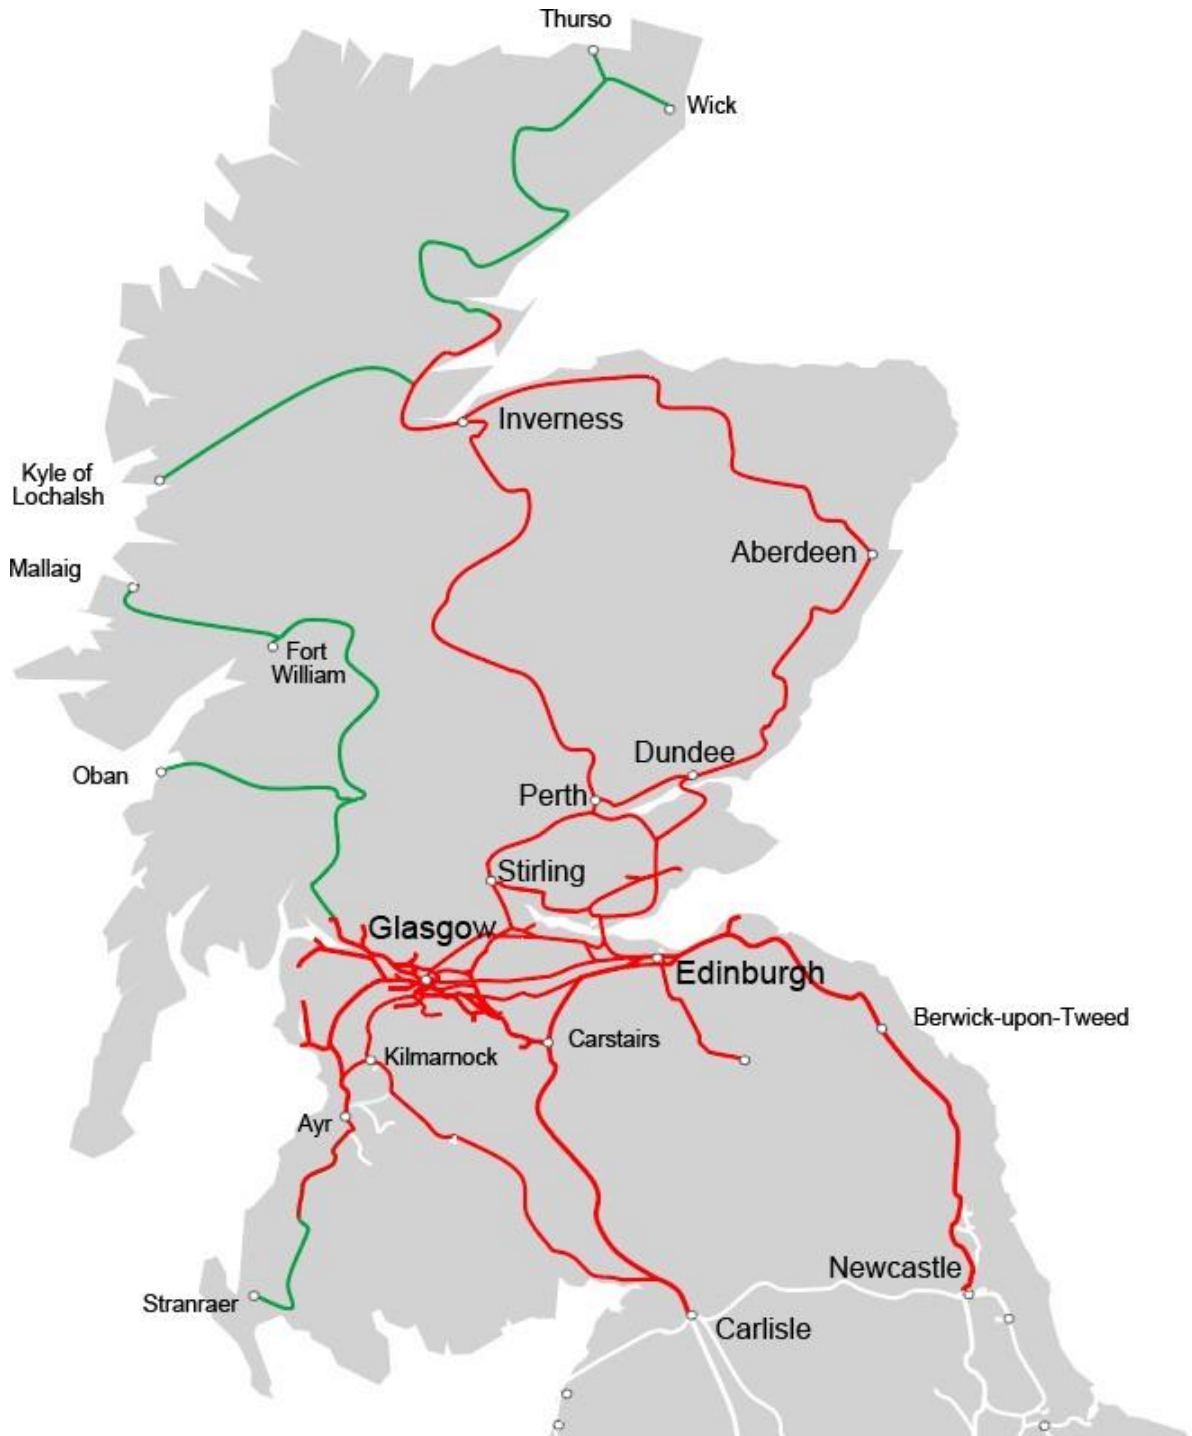 Thurso
Wick
Inverness
Kyle of
Lochalsh
Aberdeen
Mallaig
Fort
William
Dundee
Oban
Perth
Stirling
Glasgow
Edinburgh
Berwick-upon-Tweed
Carstairs
Kilmarnock
Ayr
Newcastle
Stranraer
Carlisle